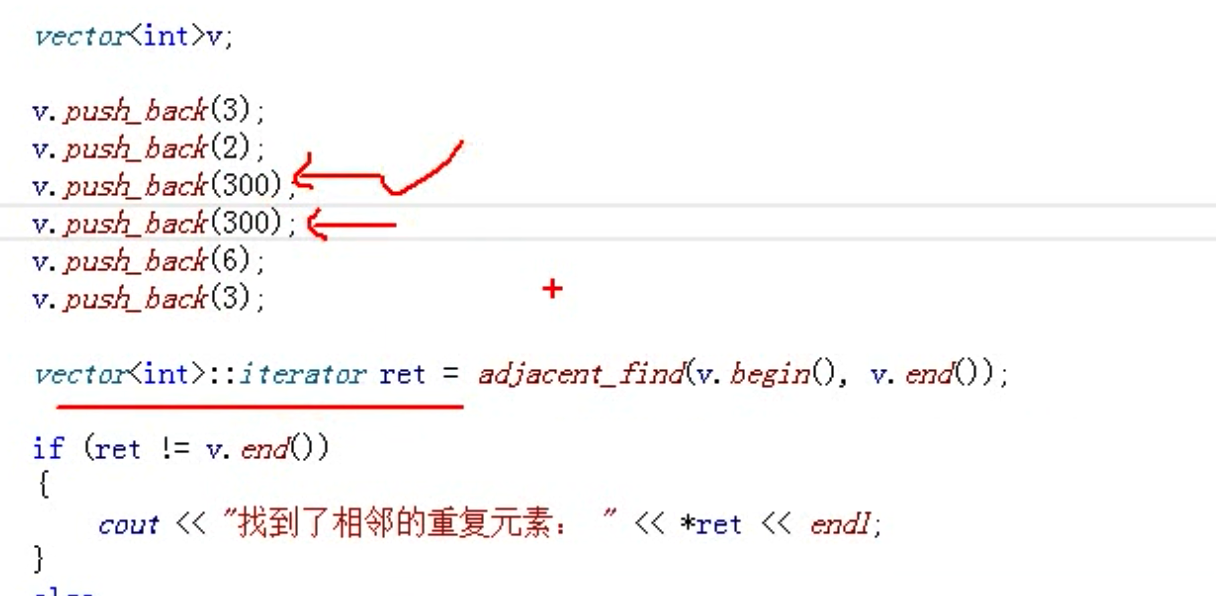 vector<int>v;
v.push_back(3);
v.push_back(2);
v.push_back(300);
v.push_back(300);
v.push_back(6);
v.push_back(3);
vector<int>::iterator ret = adjacent_find(v.begin(), v.end());
if (ret != v.end())
{
cout << "找到了相邻的重复元素： " << *ret << endl;
}
else